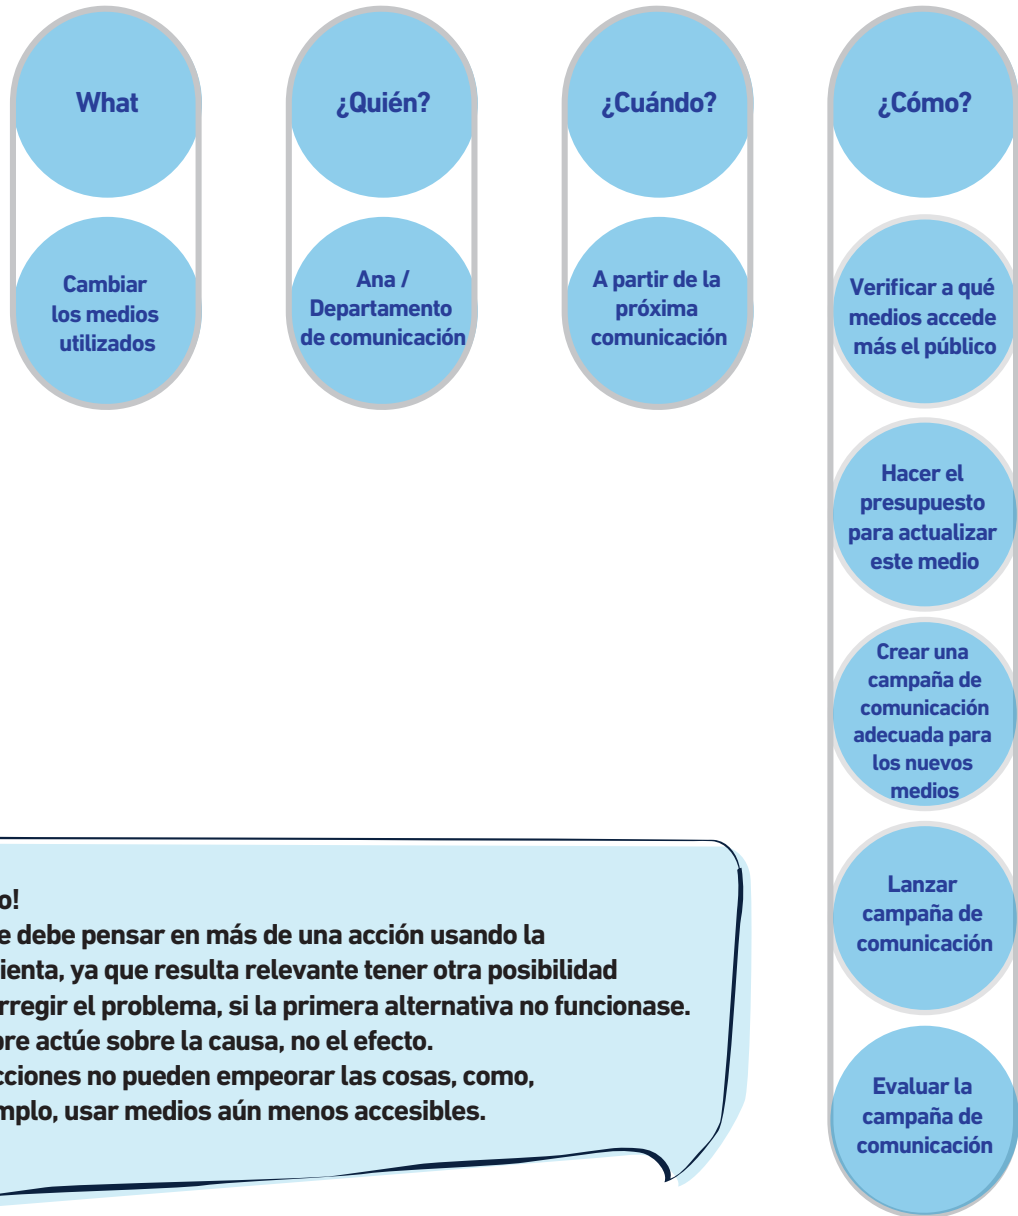 What
Cambiar
los medios
utilizados
¿Quién?
Ana /
Departamento
de comunicación
¿Cuándo?
A partir de la
próxima
comunicación
¿Cómo?
Verificar a qué
medios accede
más el público
Hacer el
presupuesto
para actualizar
este medio
Crear una
campaña de
comunicación
adecuada para
los nuevos
medios
Lanzar
campaña de
comunicación
Evaluar la
campaña de
comunicación
o!
e debe pensar en más de una acción usando la
ienta, ya que resulta relevante tener otra posibilidad
rregir el problema, si la primera alternativa no funcionase.
bre actúe sobre la causa, no el efecto.
cciones no pueden empeorar las cosas, como,
mplo, usar medios aún menos accesibles.